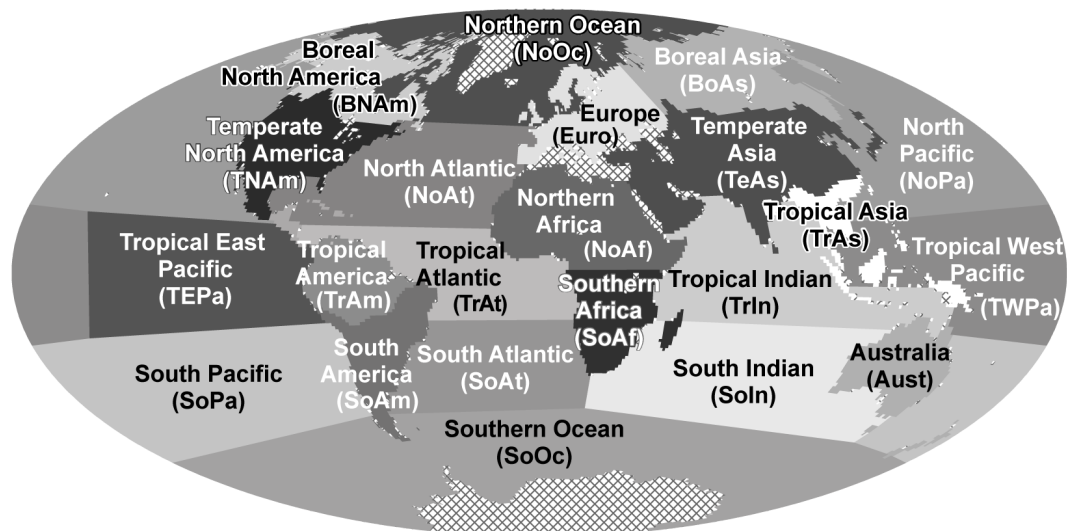 Northern Ocean
(NoOc)
Boreal
North America
(BNAm)
Boreal Asia
(BoAs)
Europe
(Euro)
Temperate
North America
(TNAm)
Temperate
Asia
(TeAs)
North
Pacific
(NoPa)
North Atlantic
(NoAt)
Northern
Africa
(NoAf)
Tropical Asia
(TrAs)
Tropical East
Pacific
(TEPa)
Tropical
America
(TrAm)
Tropical
Atlantic
(TrAt)
Southern
Africa
(SoAf)
Tropical Indian
(TrIn)
Tropical West
Pacific
(TWPa)
South Pacific
(SoPa)
South
America
(SoAm)
South Atlantic
(SoAt)
South Indian
(SoIn)
Australia
(Aust)
Southern Ocean
(SoOc)